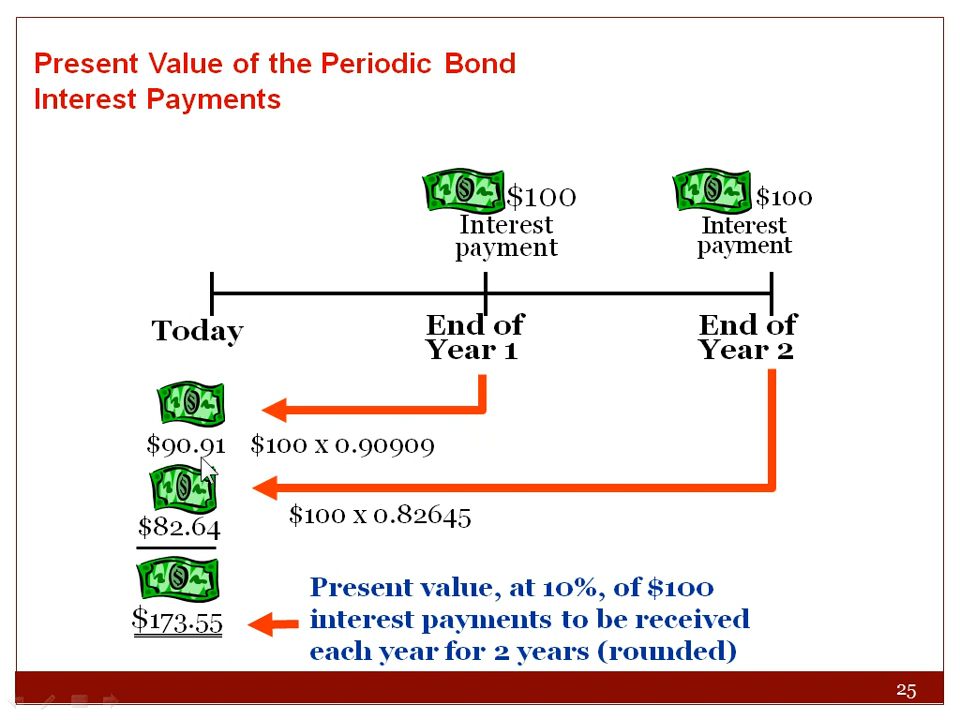 Present Value of the Periodic Bond
Interest Payments
$100
Interest
payment
$100
Interest
payment
Today
End of
Year 1
End of
Year 2
$90.91
$100 x 0.90909
$82.64
$100 x 0.82645
$173.55
Present value, at 10%, of $100
interest payments to be received
each year for 2 years (rounded)
25